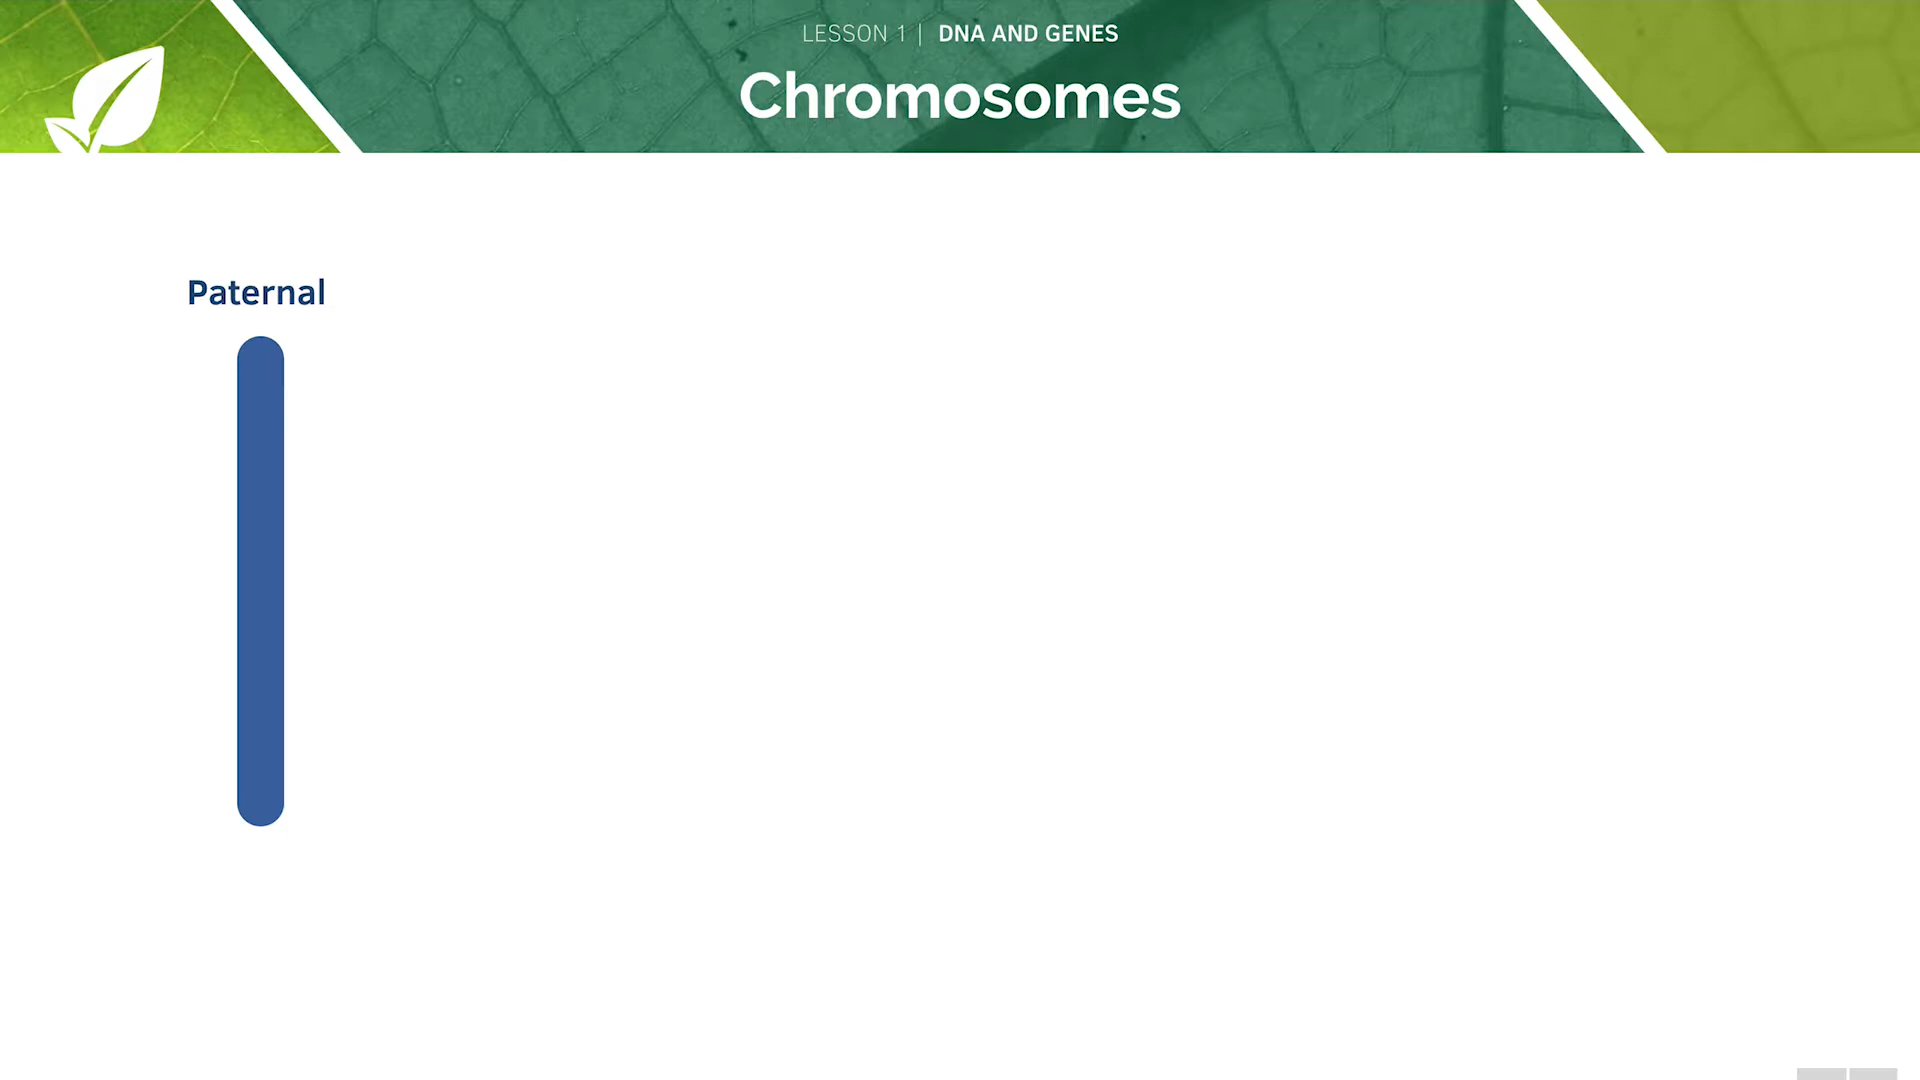 LESSON 1 | DNA AND GENES
Chromosomes
Paternal